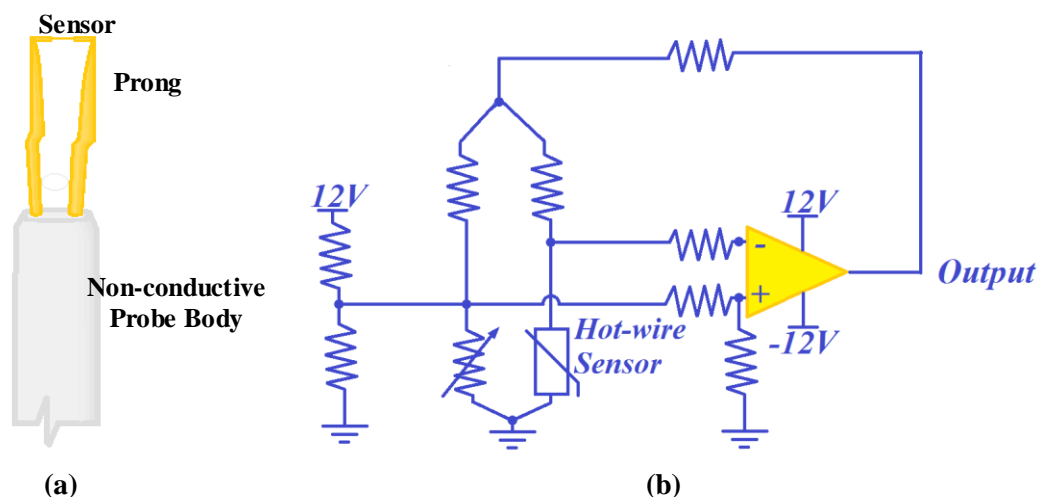 Sensor
Prong
Non-conductive
Probe Body
(a)
12V
12V
-
+
-12V
Output
Hot-wire
Sensor
(b)